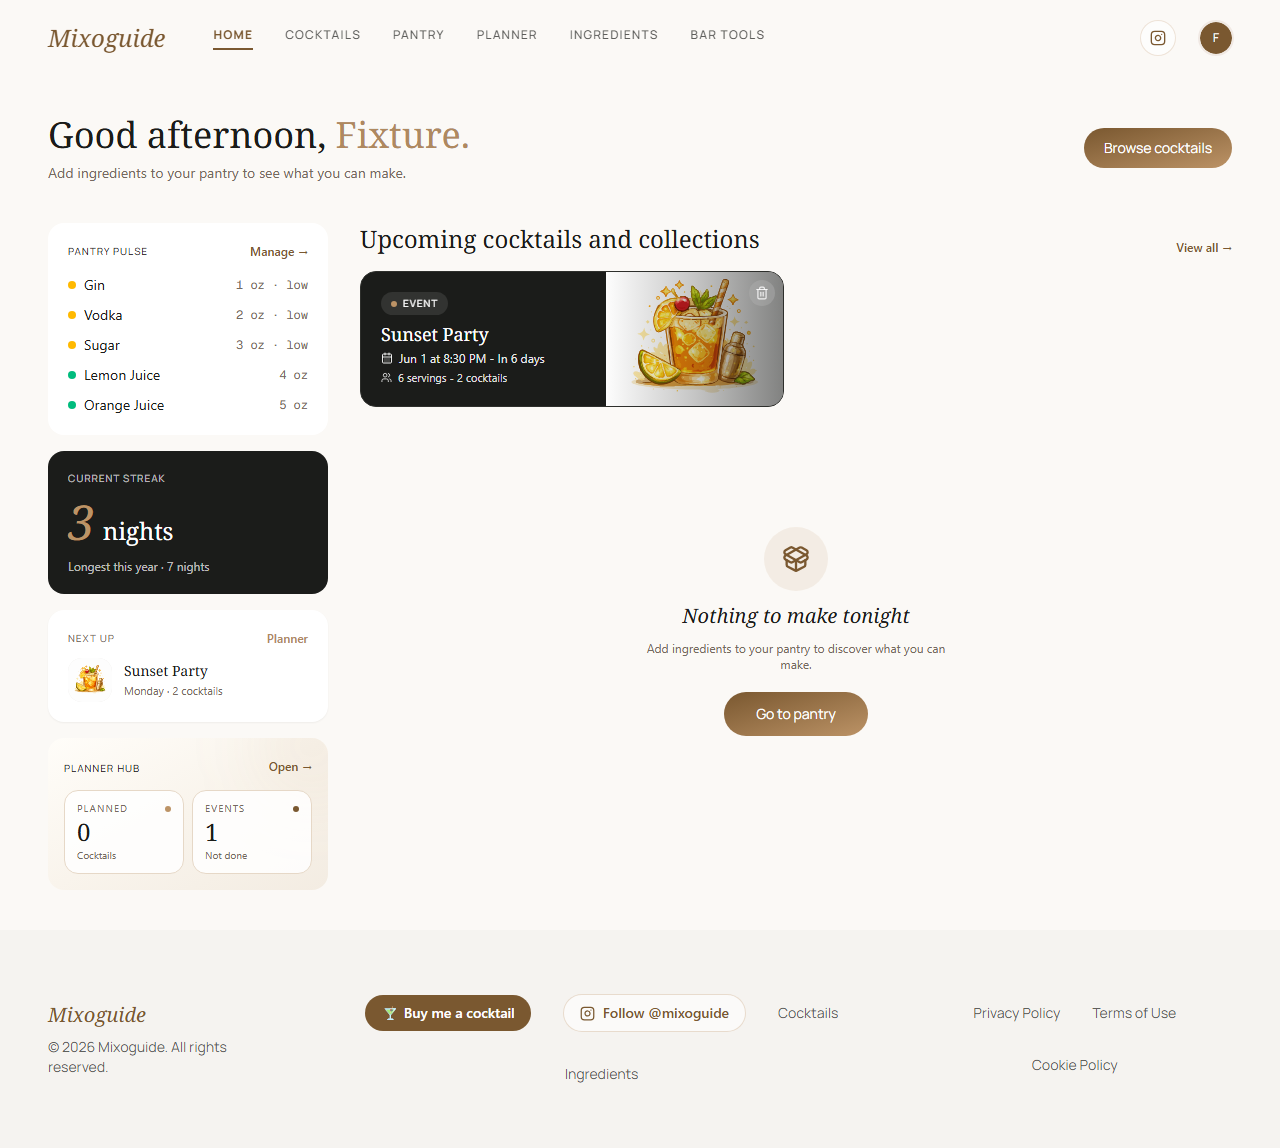 Mixoguide
HOME
COCKTAILS
PANTRY
PLANNER
INGREDIENTS
BAR TOOLS
F
Good afternoon, Fixture.
Add ingredients to your pantry to see what you can make.
Browse cocktails
PANTRY PULSE
Manage →
Gin
1 oz · low
Vodka
2 oz · low
Sugar
3 oz · low
Lemon Juice
4 oz
Orange Juice
5 oz
CURRENT STREAK
3 nights
Longest this year · 7 nights
NEXT UP
Planner
Sunset Party
Monday · 2 cocktails
PLANNER HUB
Open →
PLANNED
0
Cocktails
EVENTS
1
Not done
Upcoming cocktails and collections
View all →
EVENT
Sunset Party
Jun 1 at 8:30 PM - In 6 days
6 servings - 2 cocktails
Nothing to make tonight
Add ingredients to your pantry to discover what you can
make.
Go to pantry
Mixoguide
© 2026 Mixoguide. All rights
reserved.
Buy me a cocktail
Follow @mixoguide
Cocktails
Ingredients
Privacy Policy
Terms of Use
Cookie Policy